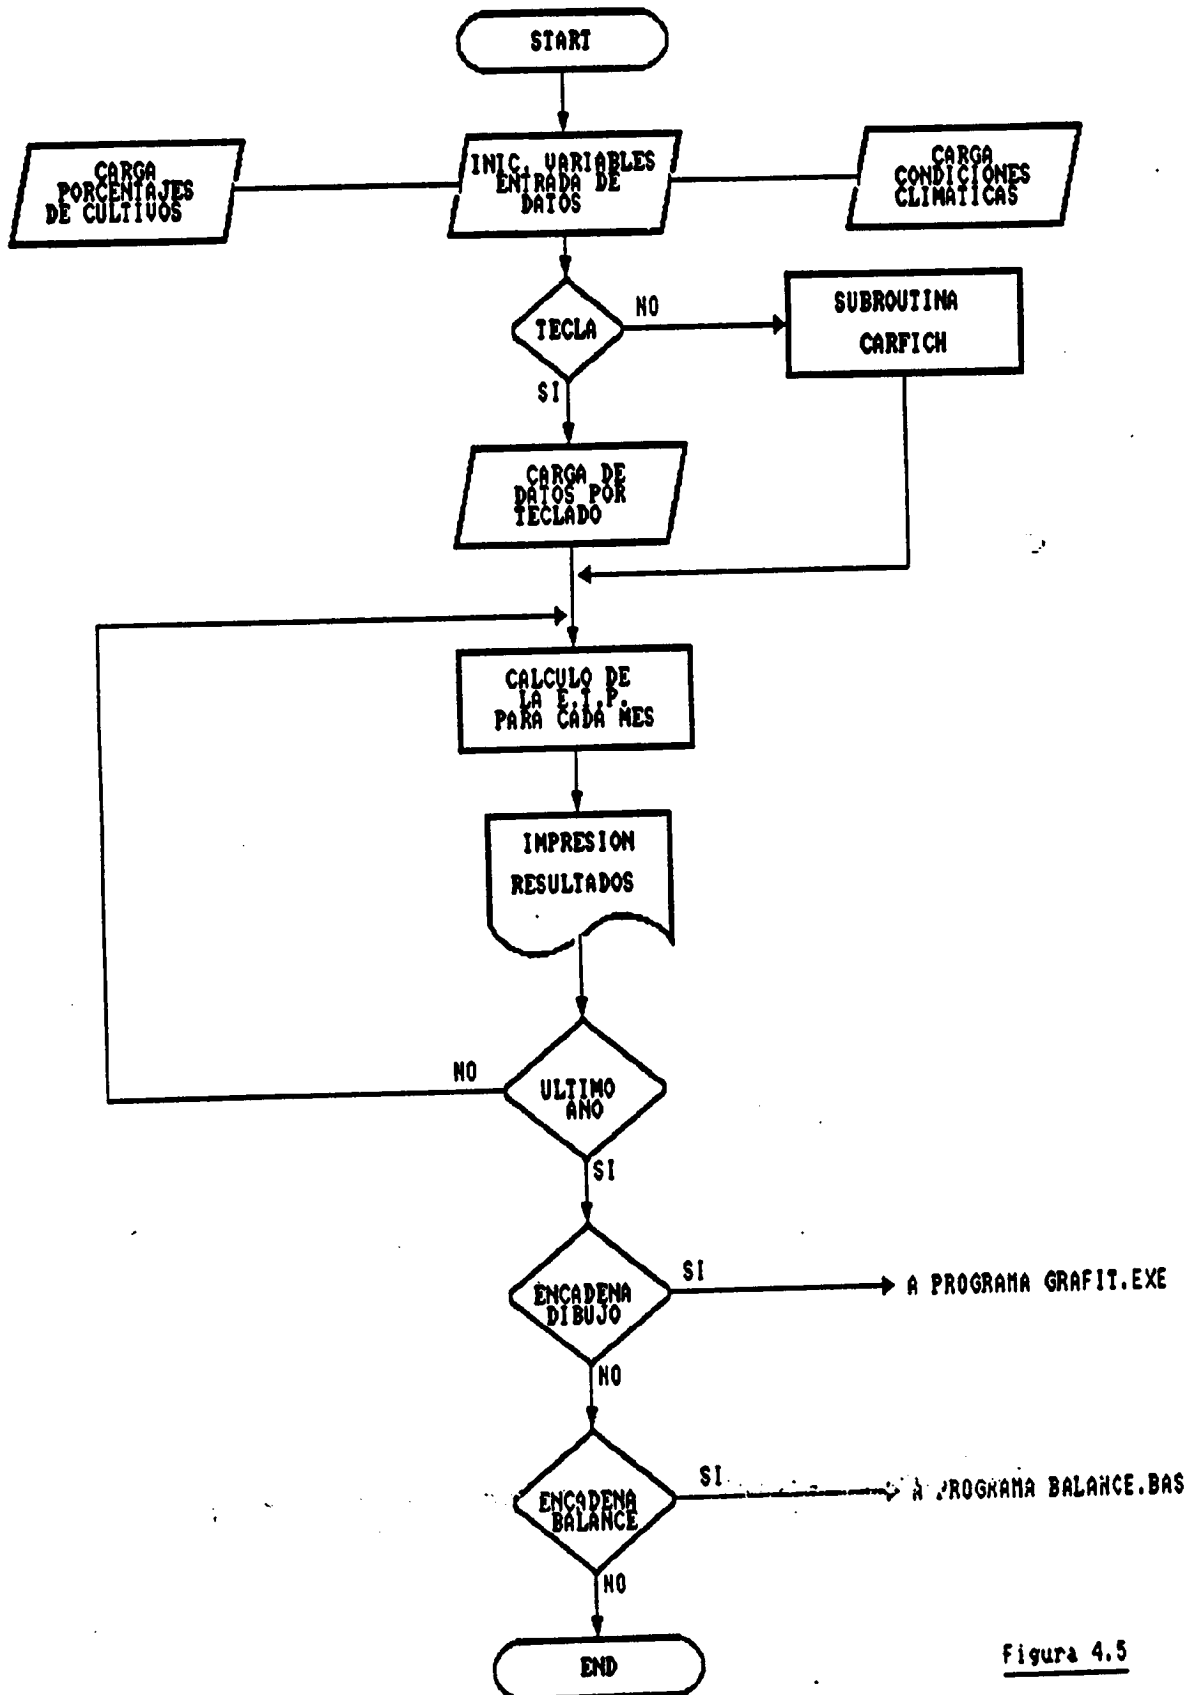 START
CARGA
PORCENTAJES
DE CULTIVOS
INIC. VARIABLES
ENTRADA DE
DATOS
CARGA
CONDICIONES
CLIMATICAS
TECLA
NO
SI
SUBROUTINA
CARFICH
CARGA DE
DATOS POR
TECLADO
CALCULO DE
LA E.T.P.
PARA CADA MES
IMPRESION
RESULTADOS
ULTIMO
ANO
NO
SI
ENCADENA
DIBUJO
SI
A PROGRAMA GRAFIT.EXE
NO
ENCADENA
BALANCE
SI
A PROGRAMA BALANCE.BAS
NO
END
Figura 4.5